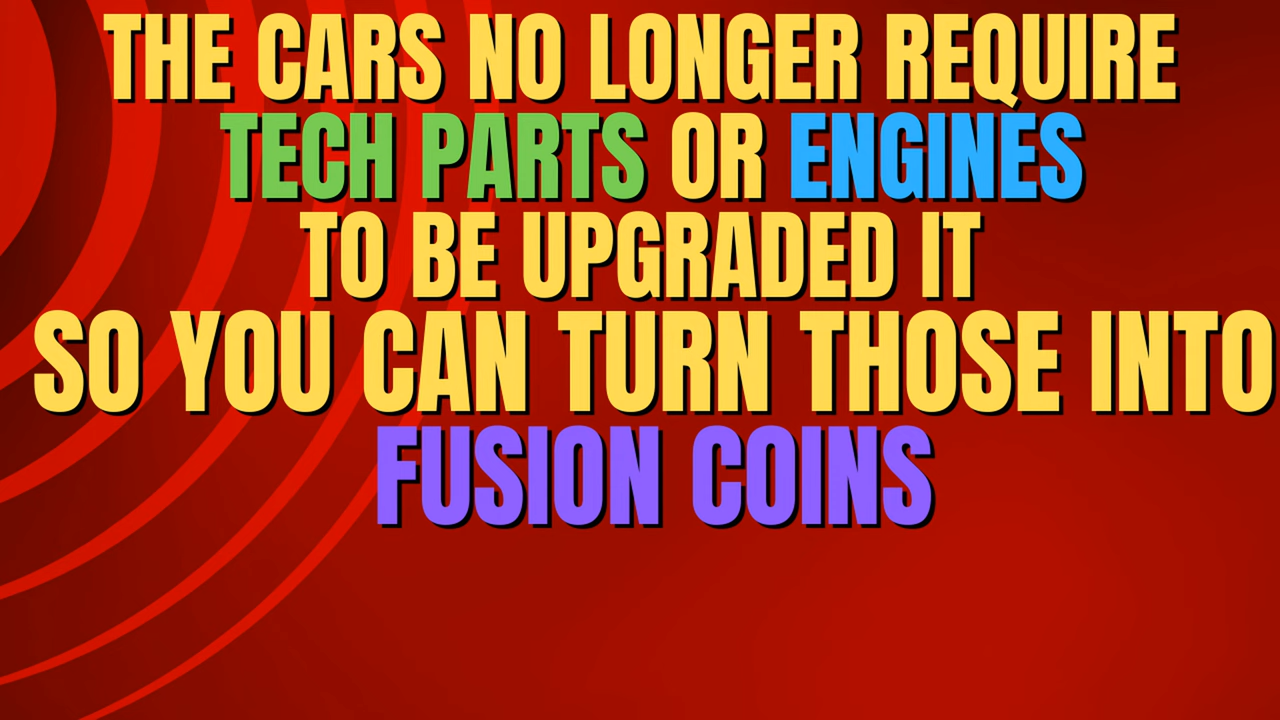 THE CARS NO LONGER REQUIRE
TECH PARTS OR ENGINES
TO BE UPGRADED IT
SO YOU CAN TURN THOSE INTO
FUSION COINS